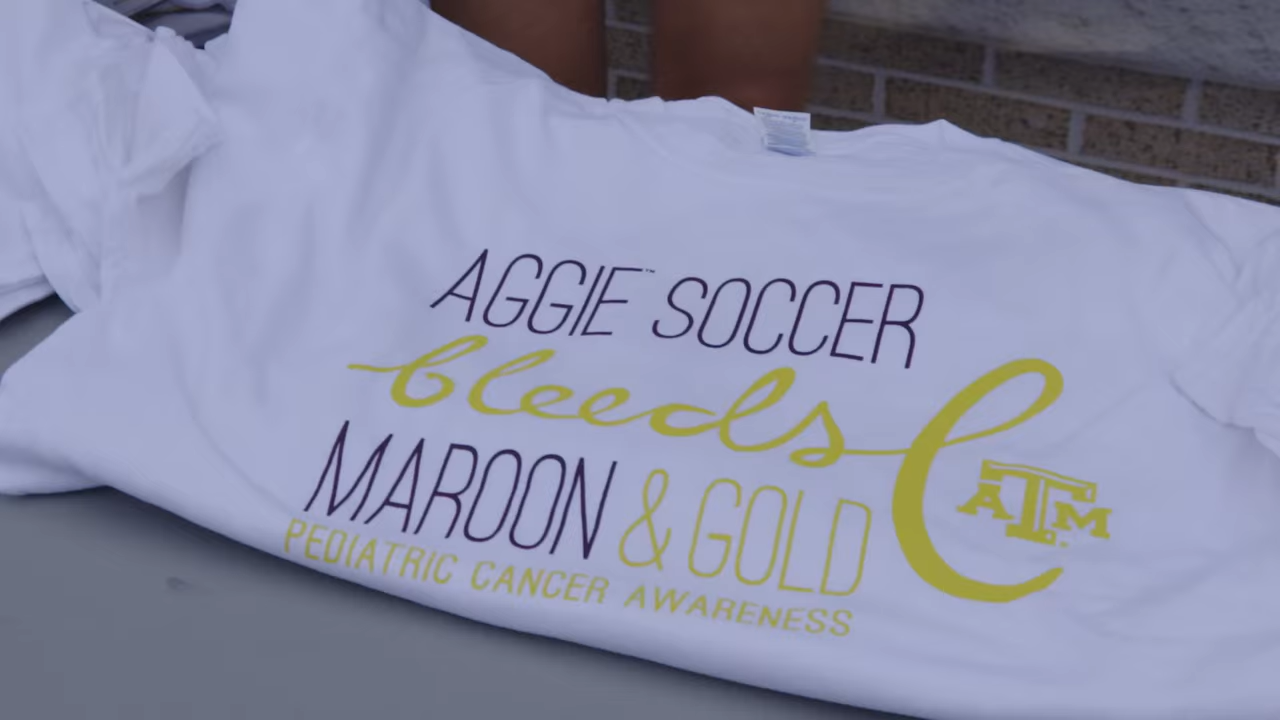 AGGIE™ SOCCER
bleeds
MAROON & GOLD
PEDIATRIC CANCER AWARENESS
ATM